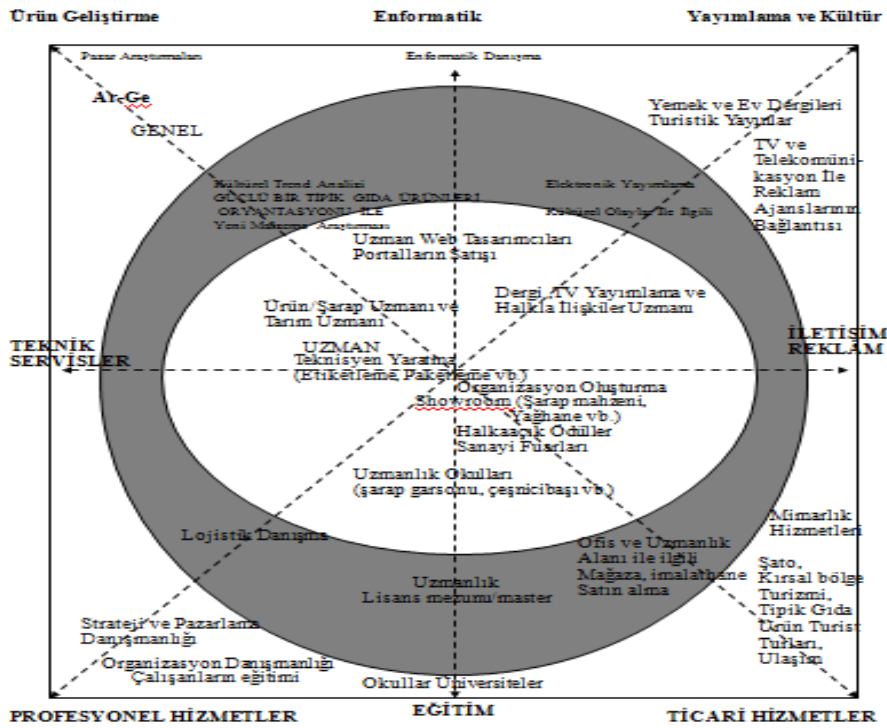 Ürün Geliştirme
Enformatik
Yayımlama ve Kültür
Pazar Araştırmaları
Enformatik Danışma
Ar-Ge
GENEL
Yemek ve Ev Dergileri
Turistik Yayınlar
TV ve
Telekomüni-
kasyon İle
Reklam
Ajanslarının
Bağlantısı
Kültürel Trend Analizi
GÜÇLÜ BİR TİPİK GIDA ÜRÜNLERİ
ORYANTASYONU İLE
Yeni Malzeme Araştırması
Elektronik Yayımlama
Kültürel Olaylar İle İlgili
Uzman Web Tasarımcıları
Portalların Satışı
Ürün/Şarap Uzmanı ve
Tarım Uzmanı
Dergi ,TV Yayımlama ve
Halkla İlişkiler Uzmanı
TEKNİK
SERVİSLER
UZMAN
Teknisyen Yaratma
(Etiketleme, Paketleme vb.)
İLETİŞİM
REKLAM
Organizasyon Oluşturma
Showroom (Şarap mahzeni,
Yağhane vb.)
Halkaaçık Ödüller
Sanayi Fuarları
Uzmanlık Okulları
(şarap garsonu, çeşnicibaşı vb.)
Lojistik Danışma
Ofis ve Uzmanlık
Alanı ile ilgili
Mağaza, imalathane
Satın alma
Mimarlık
Hizmetleri
Uzmanlık
Lisans mezunu/master
Şato,
Kırsal bölge
Turizmi,
Tipik Gıda
Ürün Turist
Turları,
Ulaşım
Strateji ve Pazarlama
Danışmanlığı
Organizasyon Danışmanlığı
Çalışanların eğitimi
Okullar Üniversiteler
PROFESYONEL HİZMETLER
EĞİTİM
TİCARİ HİZMETLER